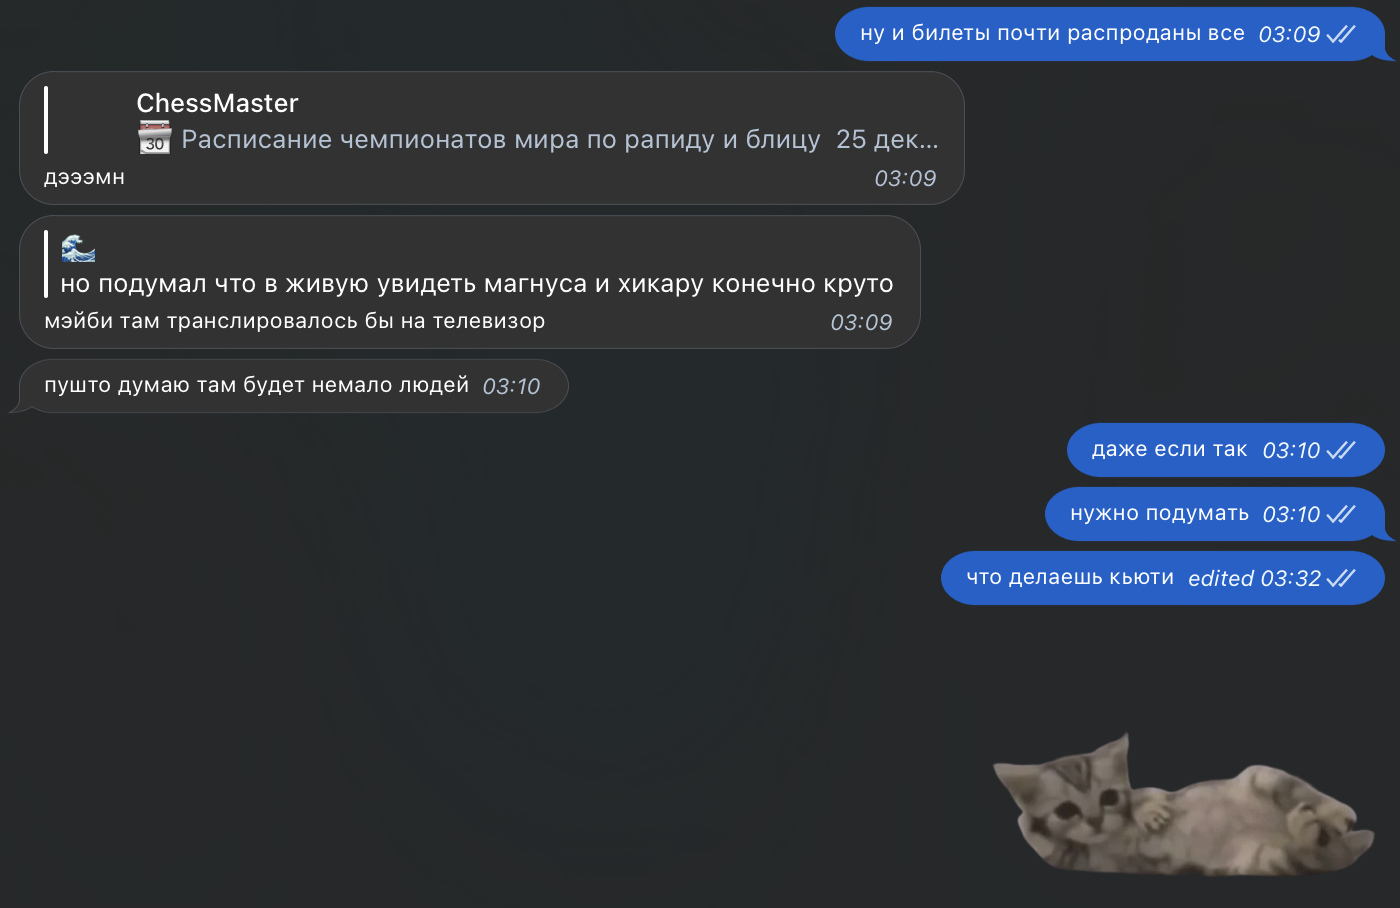 ну и билеты почти распроданы все 03:09
ChessMaster
30 Расписание чемпионатов мира по рапиду и блицу 25 дек...
дэээмн 03:09
но подумал что в живую увидеть магнуса и хикару конечно круто
мэйби там транслировалось бы на телевизор 03:09
пушто думаю там будет немало людей 03:10
даже если так 03:10
нужно подумать 03:10
что делаешь кьюти edited 03:32